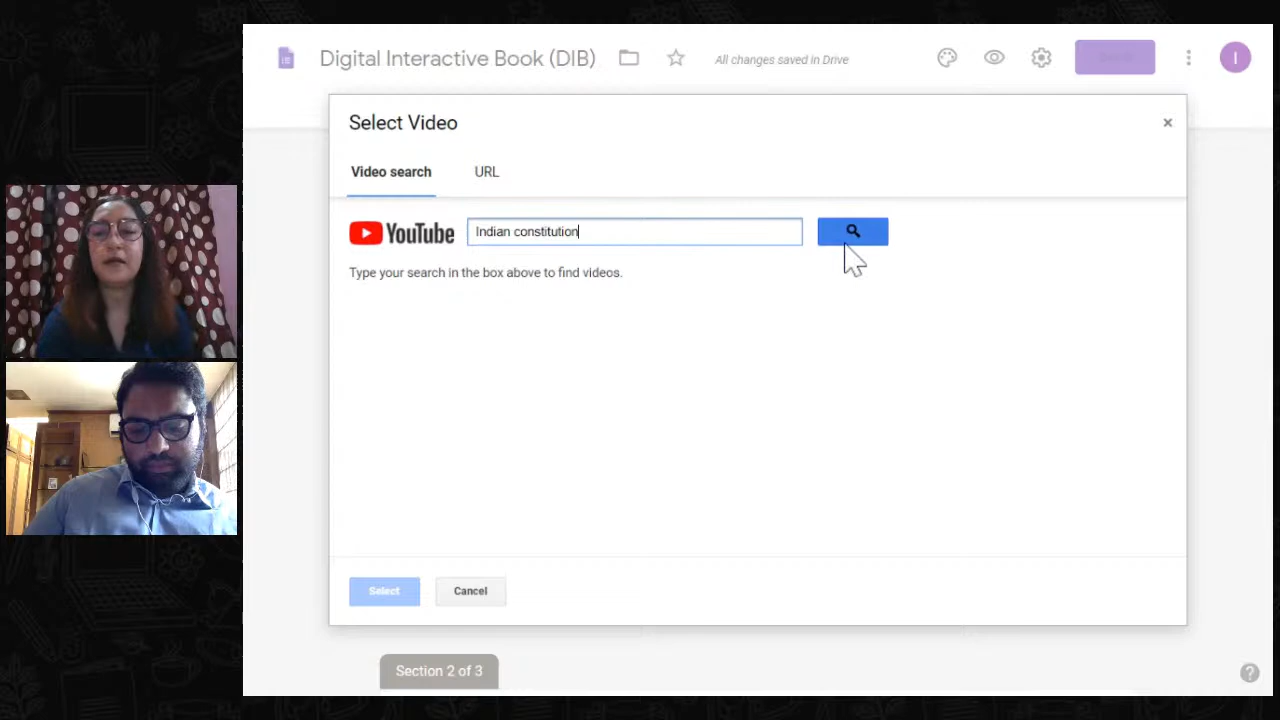 Digital Interactive Book (DIB)
All changes saved in Drive
I
Select Video
×
Video search
URL
YouTube
Indian constitution
Type your search in the box above to find videos.
Select
Cancel
Section 2 of 3
?